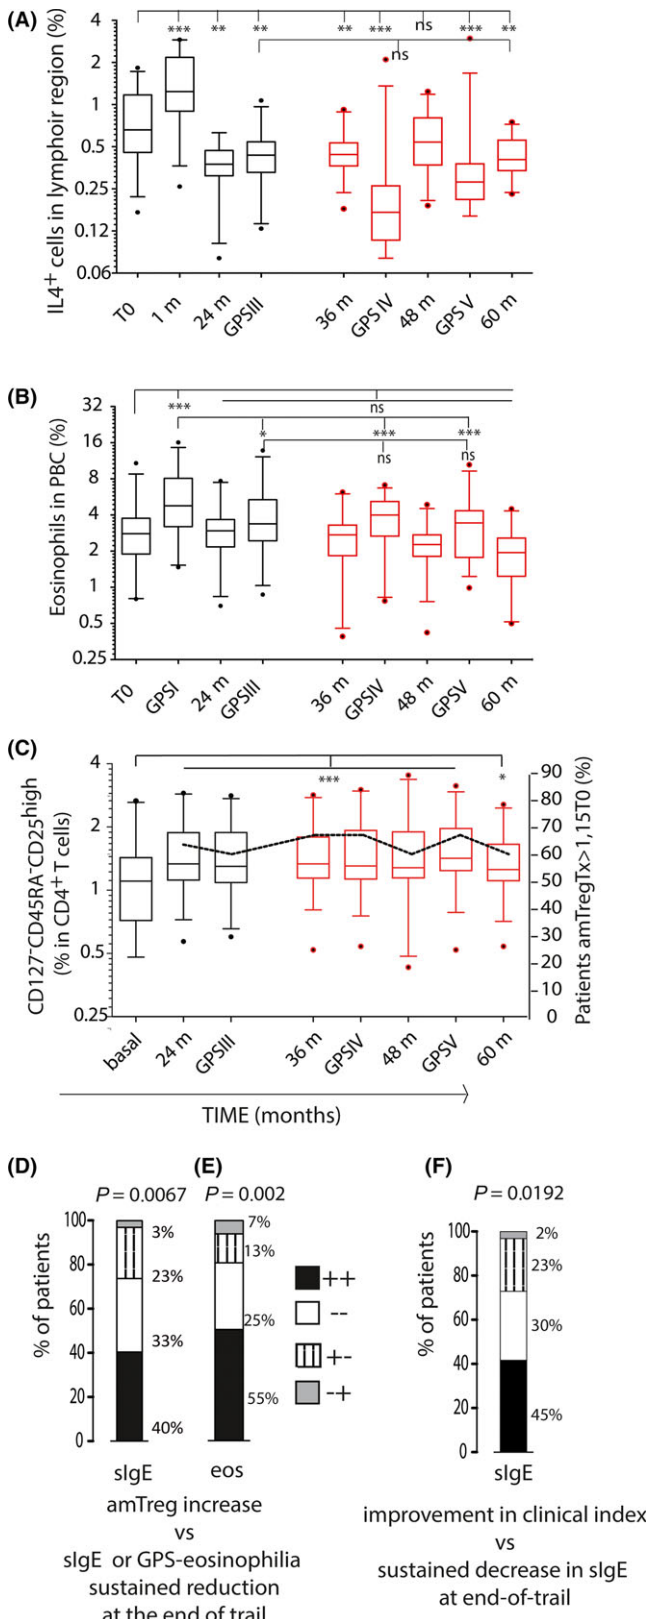 (A)
IL4+ cells in lymphoir region (%)
4
2
1
0.5
0.25
0.12
0.06
*** ** ** ** *** ns *** **
ns
T0 1 m 24 m GPSIII 36 m GPS IV 48 m GPS V 60 m
(B)
Eosinophils in PBC (%)
32
16
8
4
2
1
0.5
0.25
*** ns
* *** ***
ns ns
T0 GPSI 24 m GPSIII 36 m GPSIV 48 m GPSV 60 m
(C)
CD127-CD45RA-CD25high
(% in CD4+ T cells)
4
2
1
0.5
0.25
*** *
Patients amTregTx>1,15T0 (%)
90
80
70
60
50
40
30
20
10
0
basal 24 m GPSIII 36 m GPSIV 48 m GPSV 60 m
TIME (months)
(D)
P = 0.0067
% of patients
100
80
60
40
20
0
3%
23%
33%
40%
sIgE
(E)
P = 0.002
7%
13%
25%
55%
eos
++
--
+-
-+
amTreg increase
vs
sIgE or GPS-eosinophilia
sustained reduction
at the end of trail
(F)
P = 0.0192
% of patients
100
80
60
40
20
0
2%
23%
30%
45%
sIgE
improvement in clinical index
vs
sustained decrease in sIgE
at end-of-trail